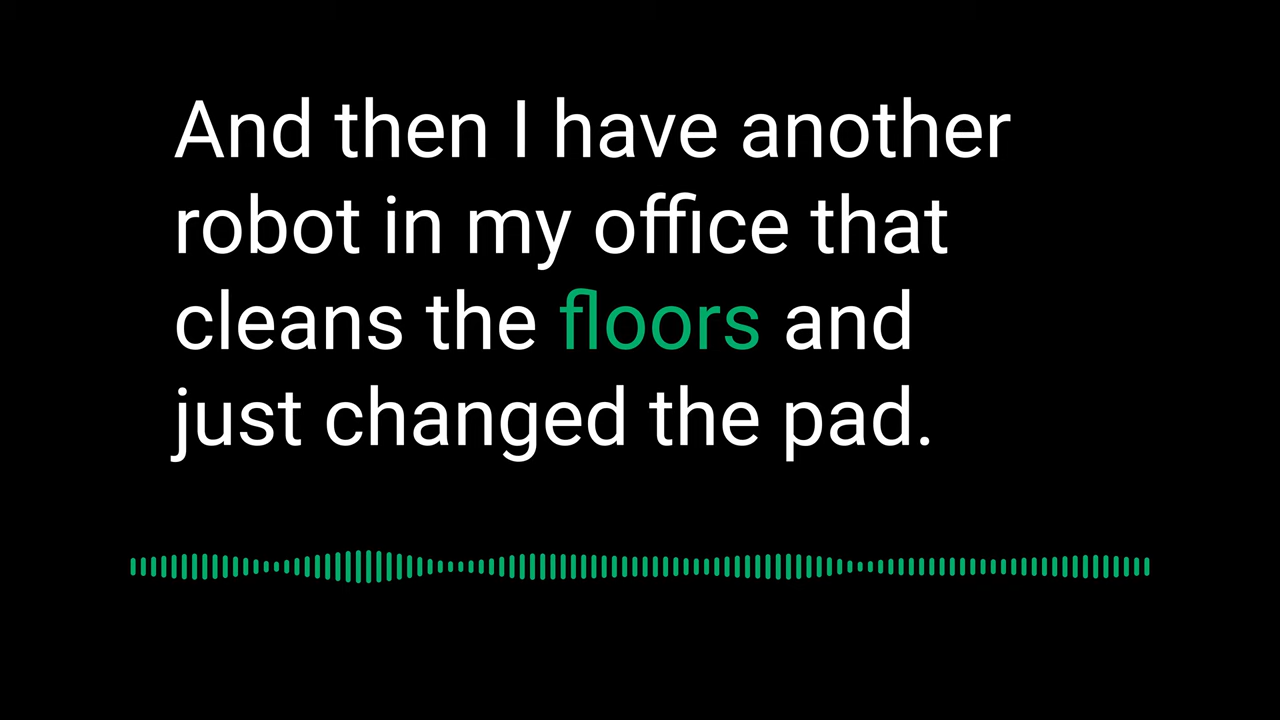 And then I have another
robot in my office that
cleans the floors and
just changed the pad.